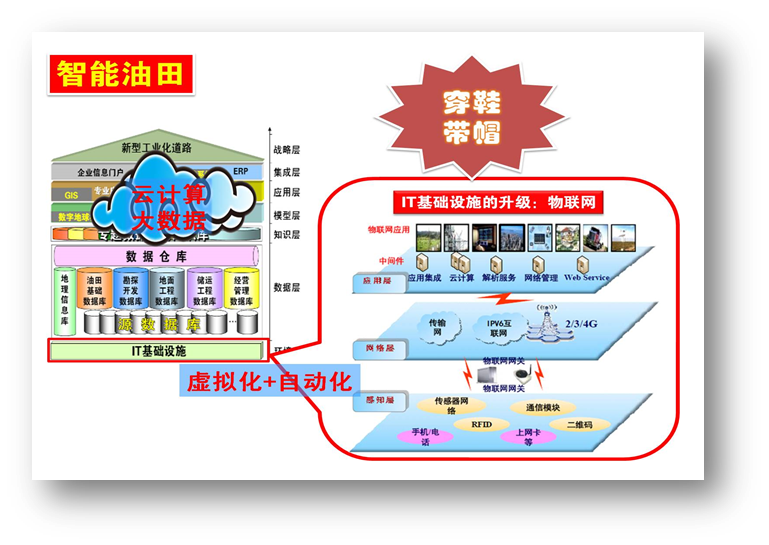 智能油田
穿鞋
带帽
新型工业化道路
战略层
企业信息门户
ERP
集成层
GIS
专业
应用层
云计算
大数据
数字地球
模型层
知识层
数据仓库
地理信息库
油田
基础
数据库
勘探
开发
数据库
地面
工程
数据库
储运
工程
数据库
经营
管理
数据库
数据层
源数据库
...
IT基础设施
虚拟化+自动化
IT基础设施的升级：物联网
物联网应用
中间件
应用集成
云计算
解析服务
网络管理
Web Service
应用层
传输
网
IPV6互
联网
2/3/4G
网络层
物联网网关
物联网网关
感知层
传感器网
络
通信模块
RFID
二维码
手机/电
话
上网卡
等